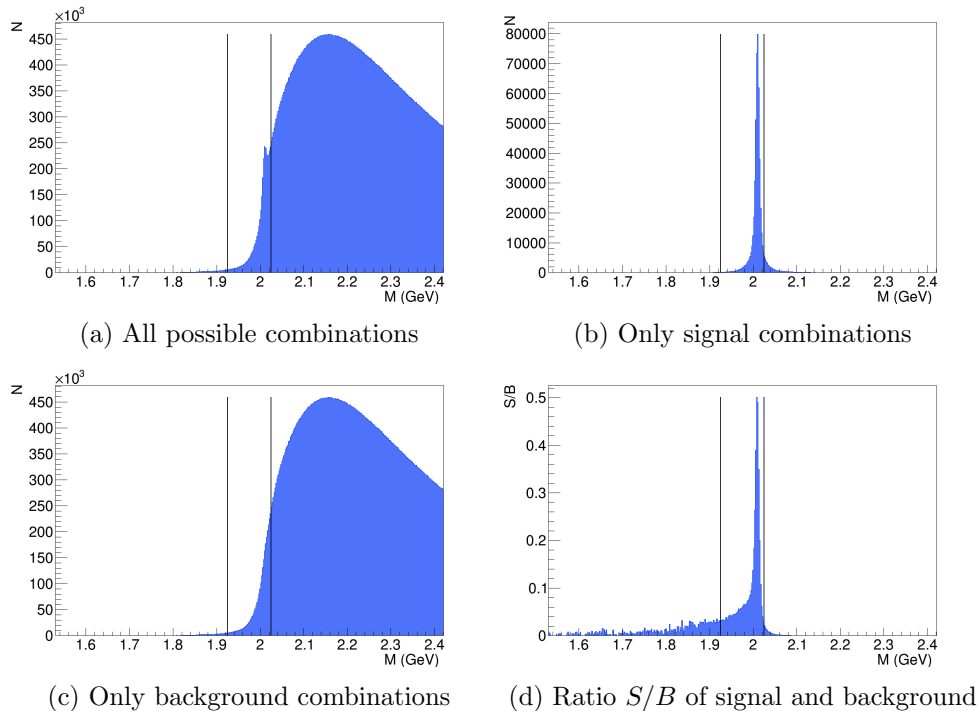 ×10³
N
450
400
350
300
250
200
150
100
50
0
1.6 1.7 1.8 1.9 2 2.1 2.2 2.3 2.4
M (GeV)
(a) All possible combinations
N
80000
70000
60000
50000
40000
30000
20000
10000
0
1.6 1.7 1.8 1.9 2 2.1 2.2 2.3 2.4
M (GeV)
(b) Only signal combinations
×10³
N
450
400
350
300
250
200
150
100
50
0
1.6 1.7 1.8 1.9 2 2.1 2.2 2.3 2.4
M (GeV)
(c) Only background combinations
S/B
0.5
0.4
0.3
0.2
0.1
0
1.6 1.7 1.8 1.9 2 2.1 2.2 2.3 2.4
M (GeV)
(d) Ratio S/B of signal and background